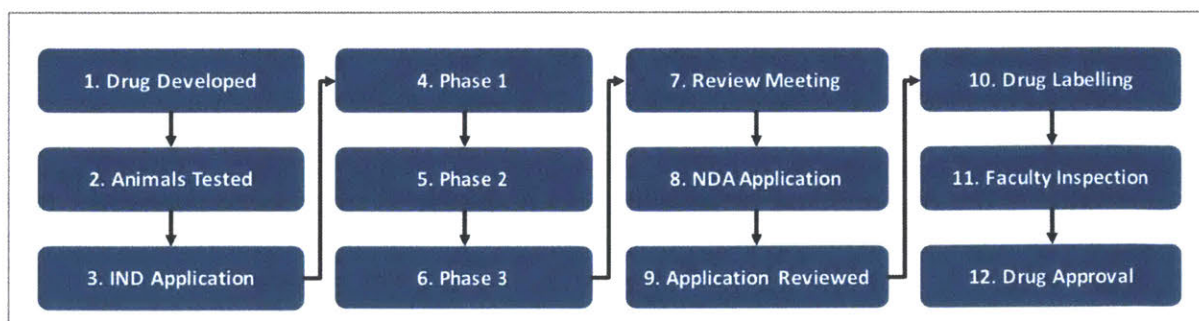 1. Drug Developed
2. Animals Tested
3. IND Application
4. Phase 1
5. Phase 2
6. Phase 3
7. Review Meeting
8. NDA Application
9. Application Reviewed
10. Drug Labelling
11. Faculty Inspection
12. Drug Approval